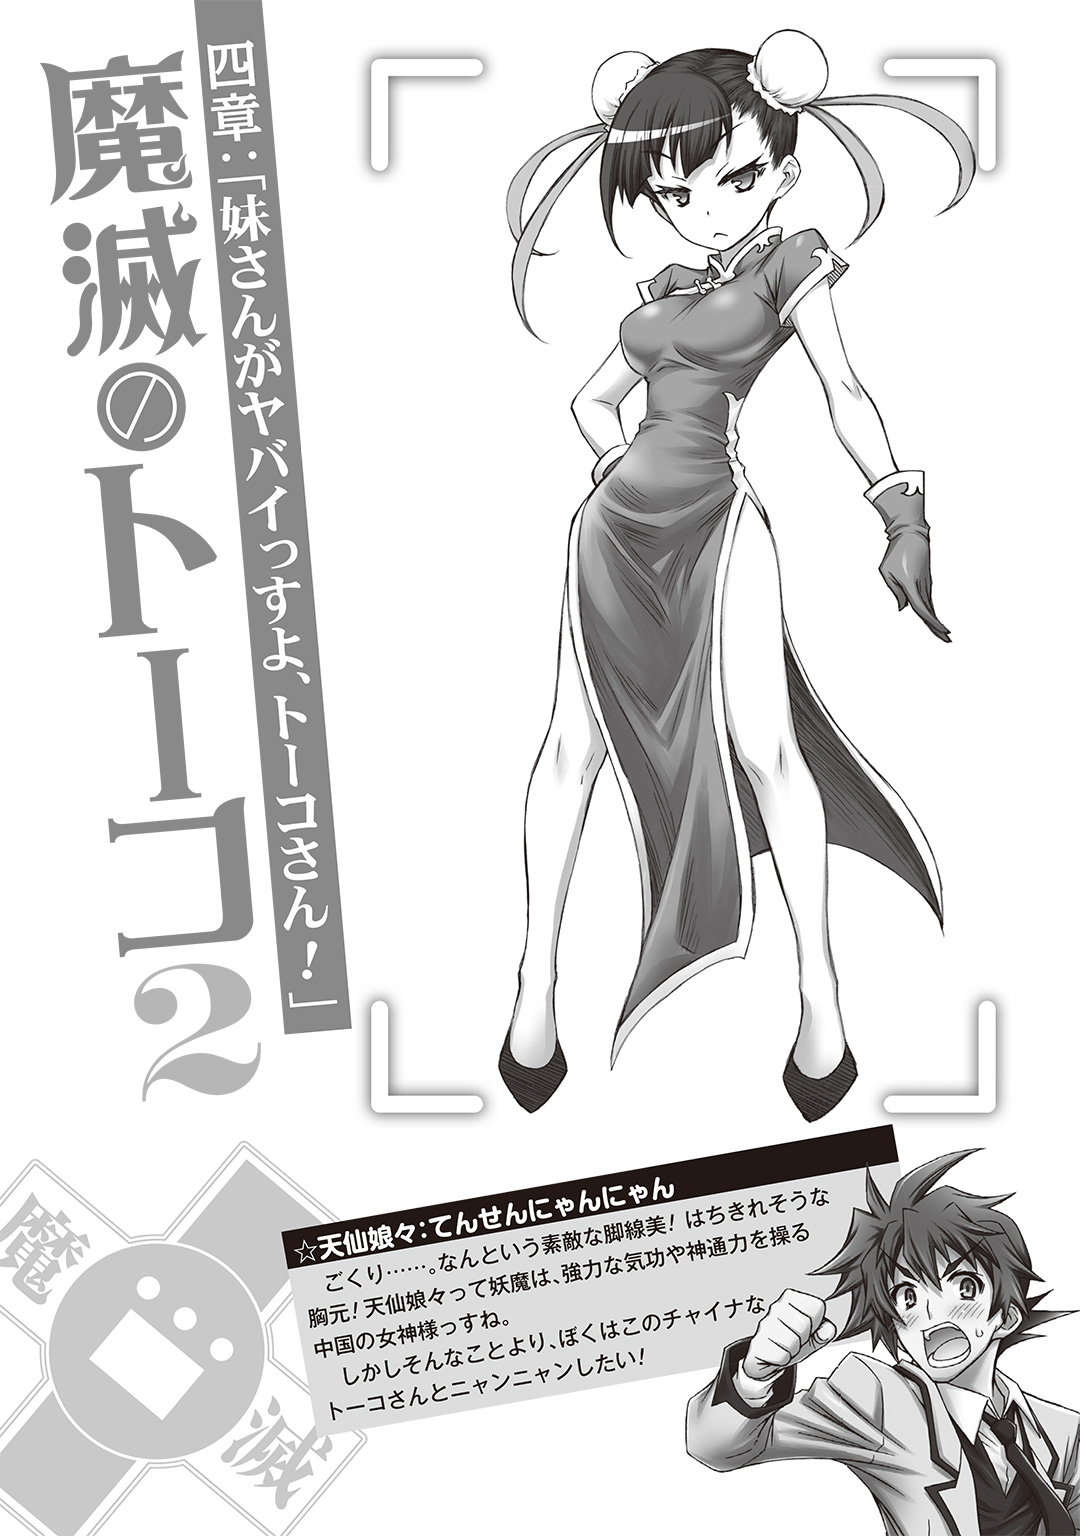 魔滅のトーコ2
四章：「妹さんがヤバイっすよ、トーコさん！」
☆天仙娘々：てんせんにゃんにゃん
ごくり……。なんという素敵な脚線美！はちきれそうな
胸元！天仙娘々って妖魔は、強力な気功や神通力を操る
中国の女神様っすね。
しかしそんなことより、ぼくはこのチャイナな
トーコさんとニャンニャンしたい！
魔
滅